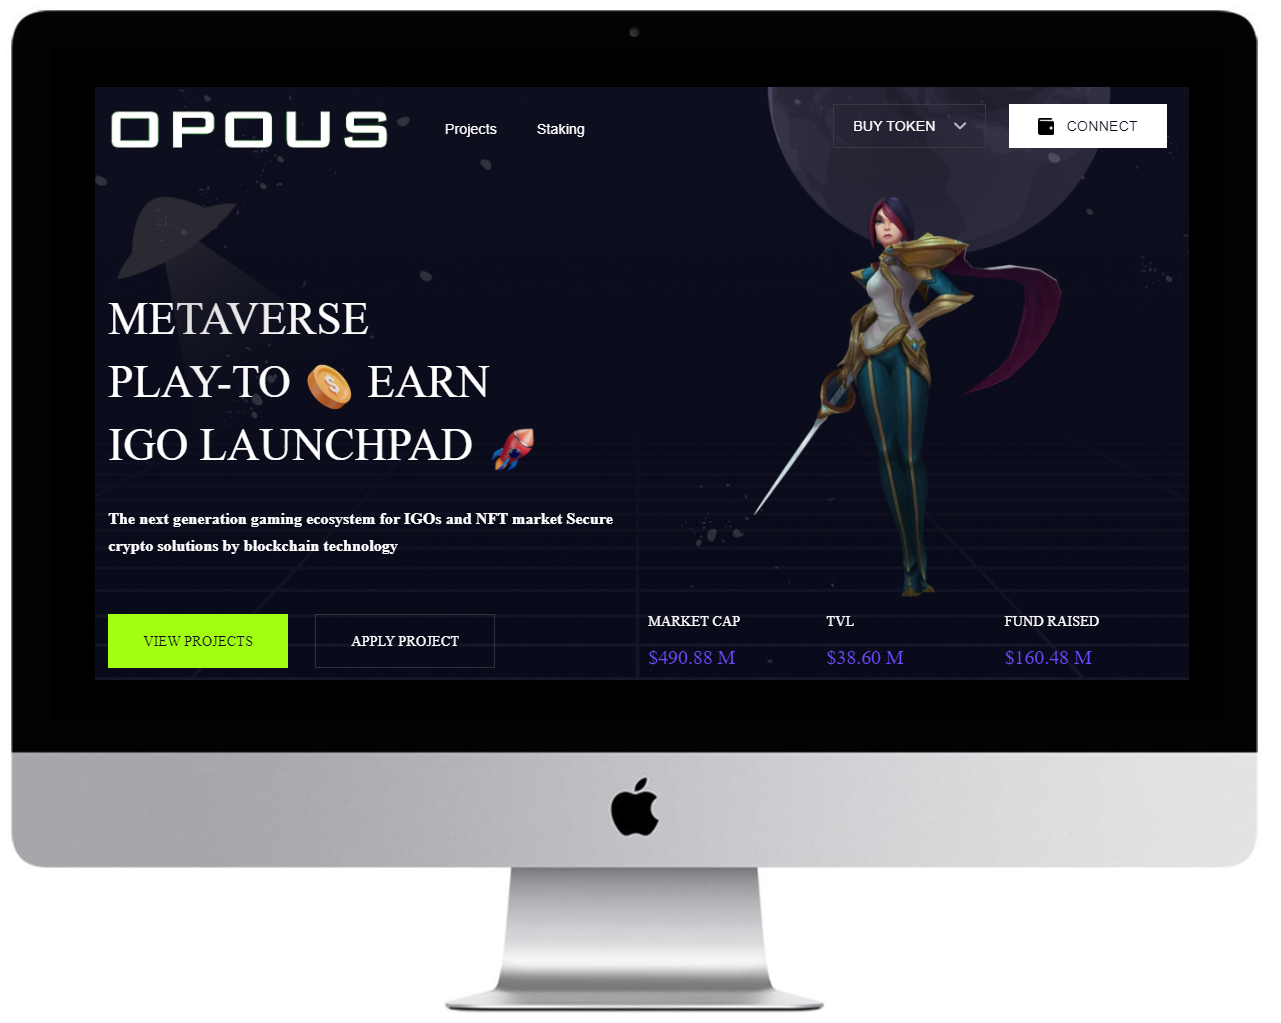 OPOUS
Projects
Staking
BUY TOKEN
CONNECT
METAVERSE
PLAY-TO EARN
IGO LAUNCHPAD
The next generation gaming ecosystem for IGOs and NFT market Secure
crypto solutions by blockchain technology
VIEW PROJECTS
APPLY PROJECT
MARKET CAP
TVL
FUND RAISED
$490.88 M
$38.60 M
$160.48 M